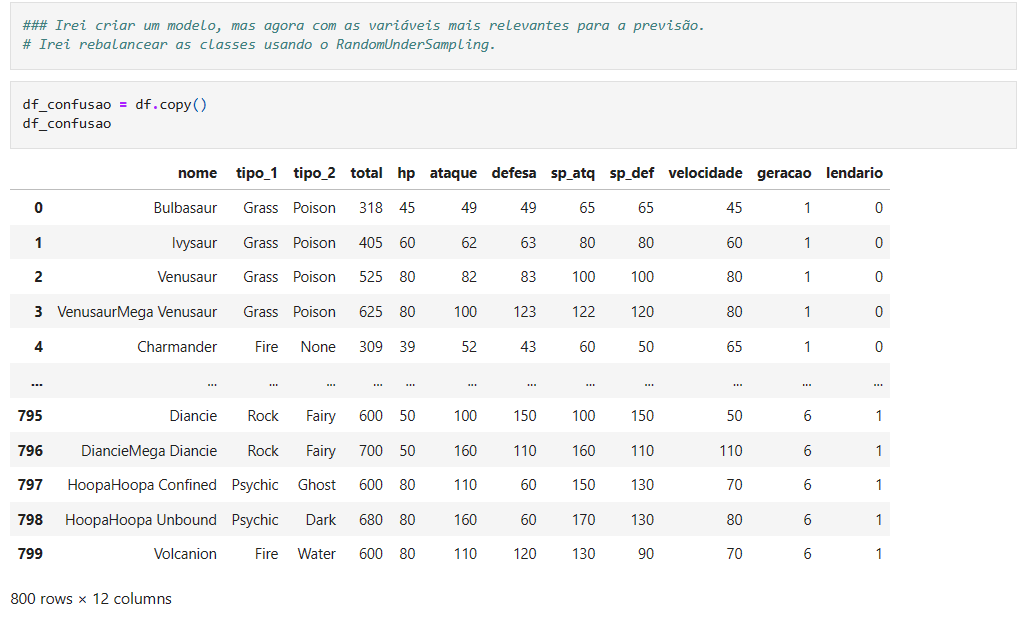 ### Irei criar um modelo, mas agora com as variáveis mais relevantes para a previsão.
# Irei rebalancear as classes usando o RandomUnderSampling.
df_confusao = df.copy()
df_confusao
nome tipo_1 tipo_2 total hp ataque defesa sp_atq sp_def velocidade geracao lendario
0 Bulbasaur Grass Poison 318 45 49 49 65 65 45 1 0
1 Ivysaur Grass Poison 405 60 62 63 80 80 60 1 0
2 Venusaur Grass Poison 525 80 82 83 100 100 80 1 0
3 VenusaurMega Venusaur Grass Poison 625 80 100 123 122 120 80 1 0
4 Charmander Fire None 309 39 52 43 60 50 65 1 0
... ... ... ... ... ... ... ... ... ... ... ... ...
795 Diancie Rock Fairy 600 50 100 150 100 150 50 6 1
796 DiancieMega Diancie Rock Fairy 700 50 160 110 160 110 110 6 1
797 HoopaHoopa Confined Psychic Ghost 600 80 110 60 150 130 70 6 1
798 HoopaHoopa Unbound Psychic Dark 680 80 160 60 170 130 80 6 1
799 Volcanion Fire Water 600 80 110 120 130 90 70 6 1
800 rows × 12 columns